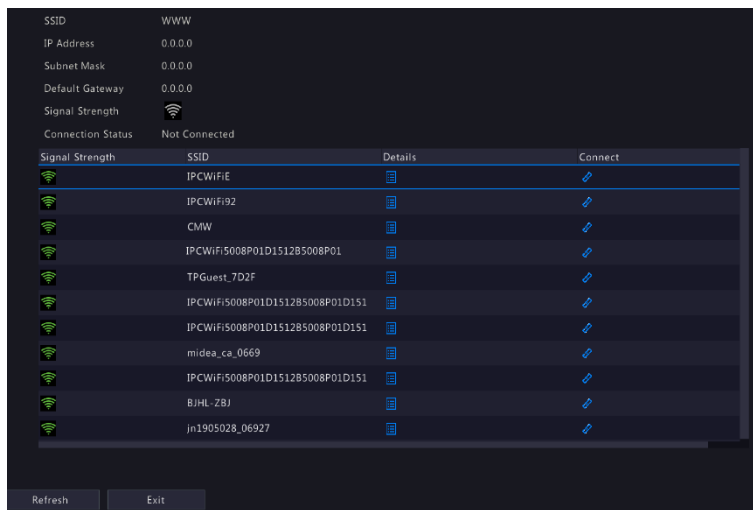 SSID WWW
IP Address 0.0.0.0
Subnet Mask 0.0.0.0
Default Gateway 0.0.0.0
Signal Strength
Connection Status Not Connected
Signal Strength SSID Details Connect
IPCWiFiE
IPCWiFi92
CMW
IPCWiFi5008P01D1512B5008P01
TPGuest_7D2F
IPCWiFi5008P01D1512B5008P01D151
IPCWiFi5008P01D1512B5008P01D151
midea_ca_0669
IPCWiFi5008P01D1512B5008P01D151
BJHL-ZBJ
jn1905028_06927
Refresh Exit